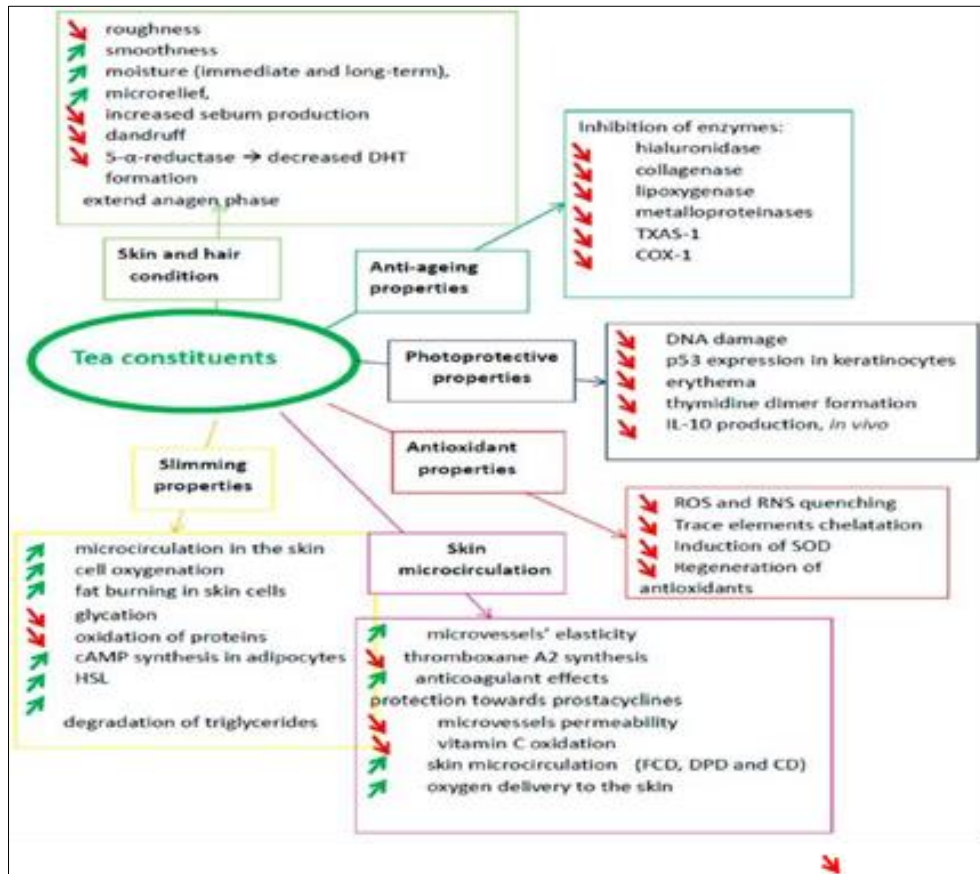 roughness
smoothness
moisture (immediate and long-term),
microrelief,
increased sebum production
dandruff
5-α-reductase → decreased DHT
formation
extend anagen phase
Inhibition of enzymes:
hialuronidase
collagenase
lipoxygenase
metalloproteinases
TXAS-1
COX-1
Skin and hair
condition
Anti-ageing
properties
Tea constituents
Photoprotective
properties
DNA damage
p53 expression in keratinocytes
erythema
thymidine dimer formation
IL-10 production, in vivo
Antioxidant
properties
Slimming
properties
ROS and RNS quenching
Trace elements chelatation
Induction of SOD
Regeneration of
antioxidants
Skin
microcirculation
microcirculation in the skin
cell oxygenation
fat burning in skin cells
glycation
oxidation of proteins
cAMP synthesis in adipocytes
HSL
degradation of triglycerides
microvessels' elasticity
thromboxane A2 synthesis
anticoagulant effects
protection towards prostacyclines
microvessels permeability
vitamin C oxidation
skin microcirculation (FCD, DPD and CD)
oxygen delivery to the skin